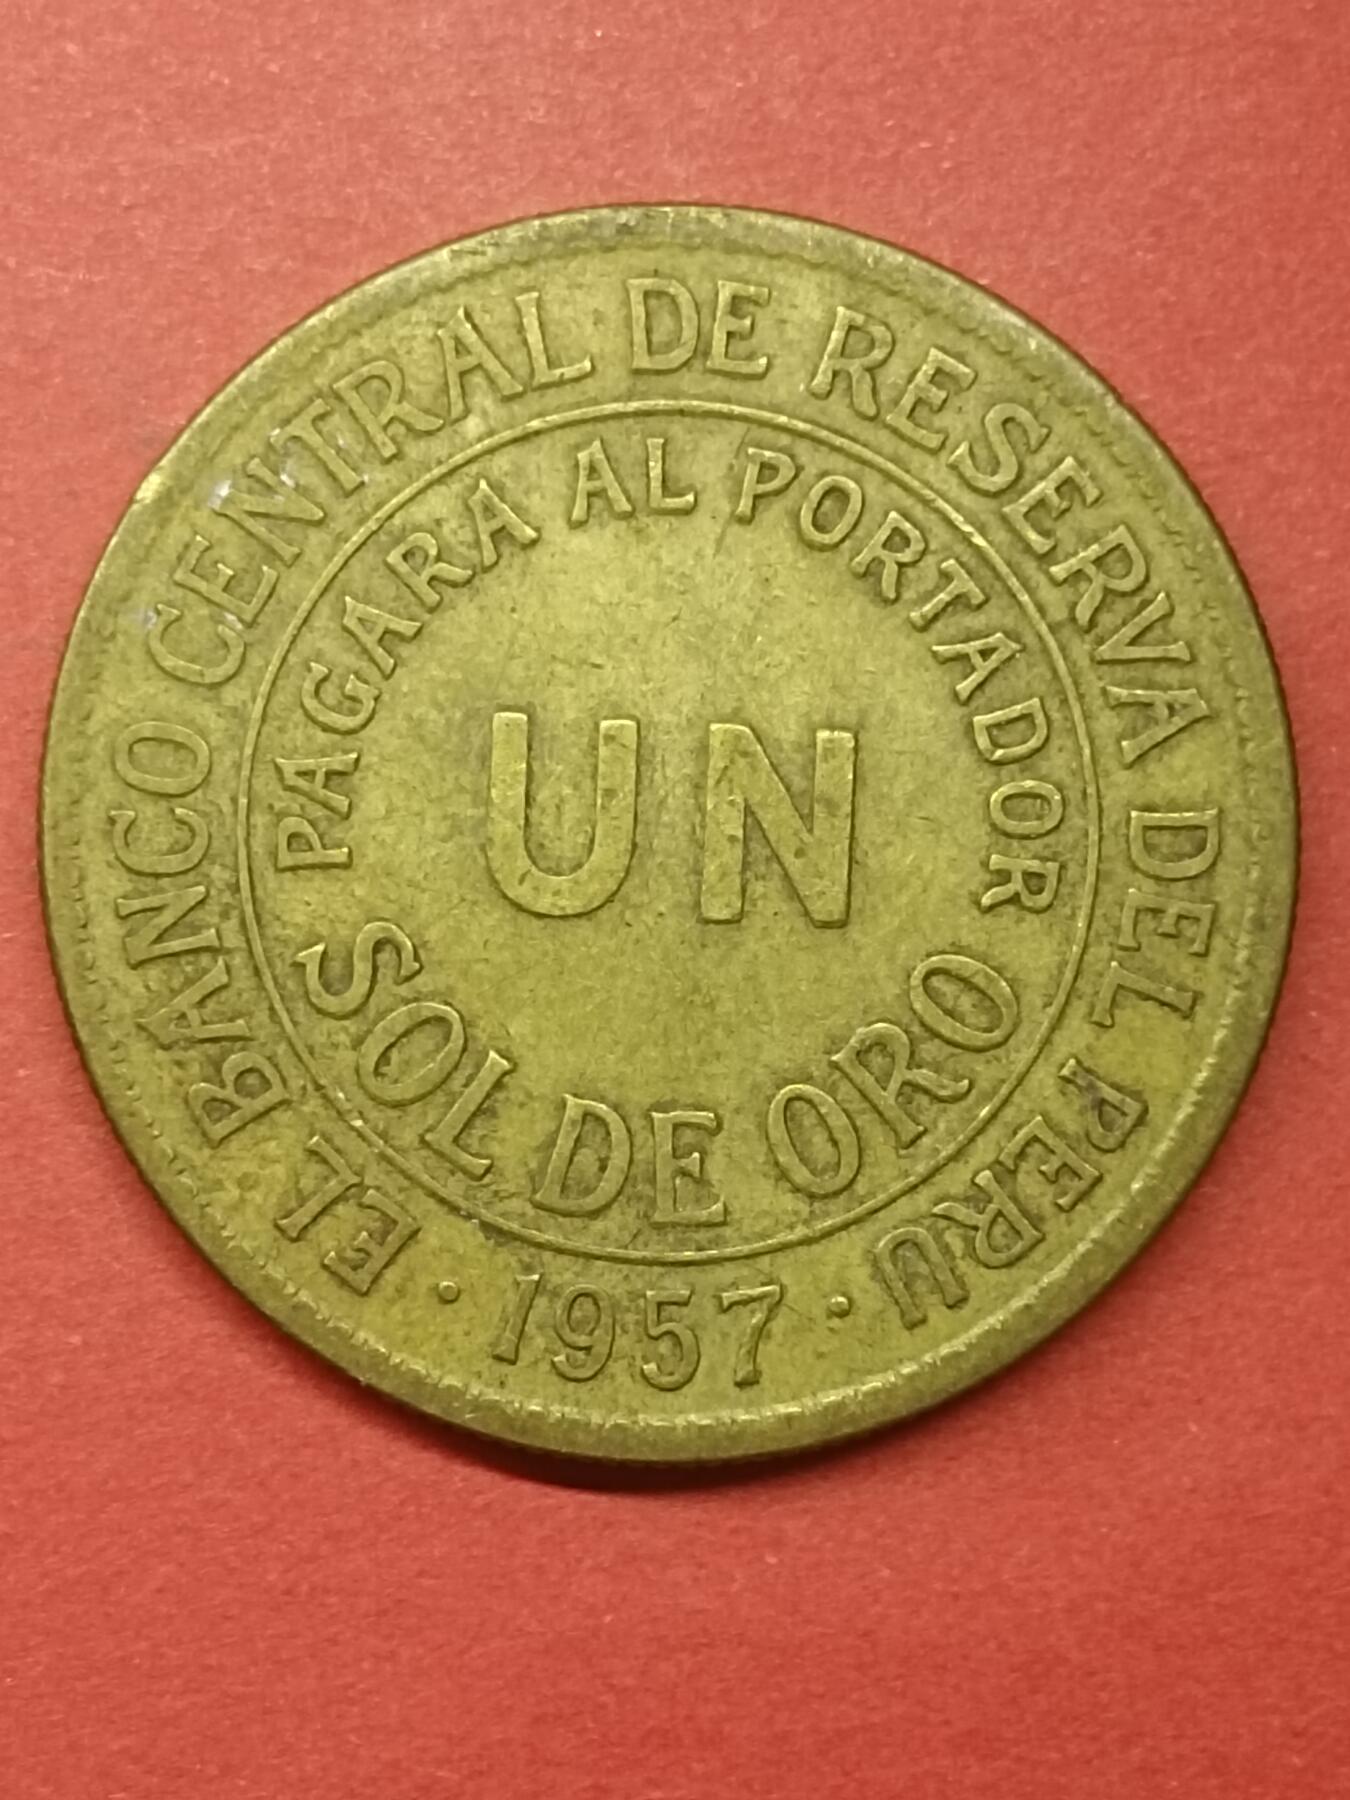 EL BANCO CENTRAL DE RESERVA DEL PERU
PAGARA AL PORTADOR
UN
SOL DE ORO
· 1957 ·